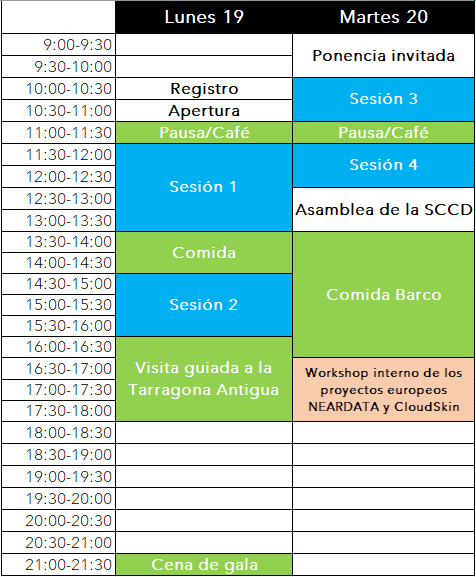 Lunes 19 Martes 20
9:00-9:30
Ponencia invitada
9:30-10:00
10:00-10:30 Registro
Sesión 3
10:30-11:00 Apertura
11:00-11:30 Pausa/Café Pausa/Café
11:30-12:00
Sesión 4
12:00-12:30
Sesión 1
12:30-13:00
Asamblea de la SCCD
13:00-13:30
13:30-14:00
Comida
14:00-14:30
14:30-15:00
Comida Barco
15:00-15:30 Sesión 2
15:30-16:00
16:00-16:30
16:30-17:00 Visita guiada a la Workshop interno de los
17:00-17:30 Tarragona Antigua proyectos europeos
17:30-18:00 NEARDATA y CloudSkin
18:00-18:30
18:30-19:00
19:00-19:30
19:30-20:00
20:00-20:30
20:30-21:00
21:00-21:30 Cena de gala